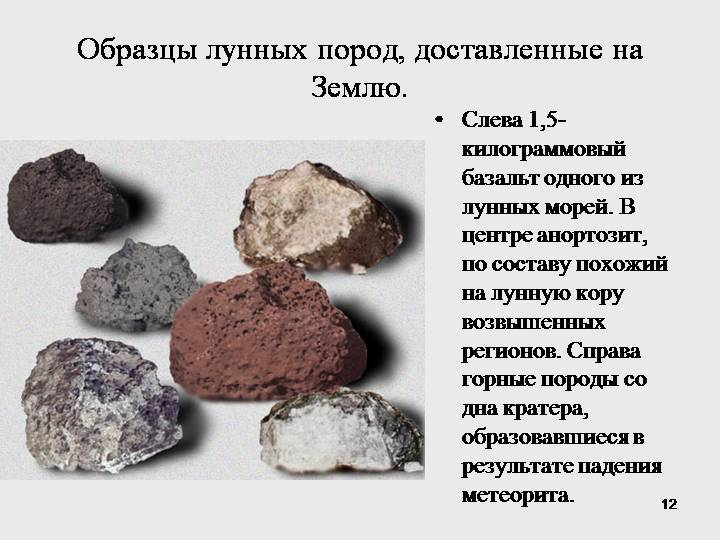 Образцы лунных пород, доставленные на
Землю.
• Слева 1,5-
килограммовый
базальт одного из
лунных морей. В
центре анортозит,
по составу похожий
на лунную кору
возвышенных
регионов. Справа
горные породы со
дна кратера,
образовавшиеся в
результате падения
метеорита.
12